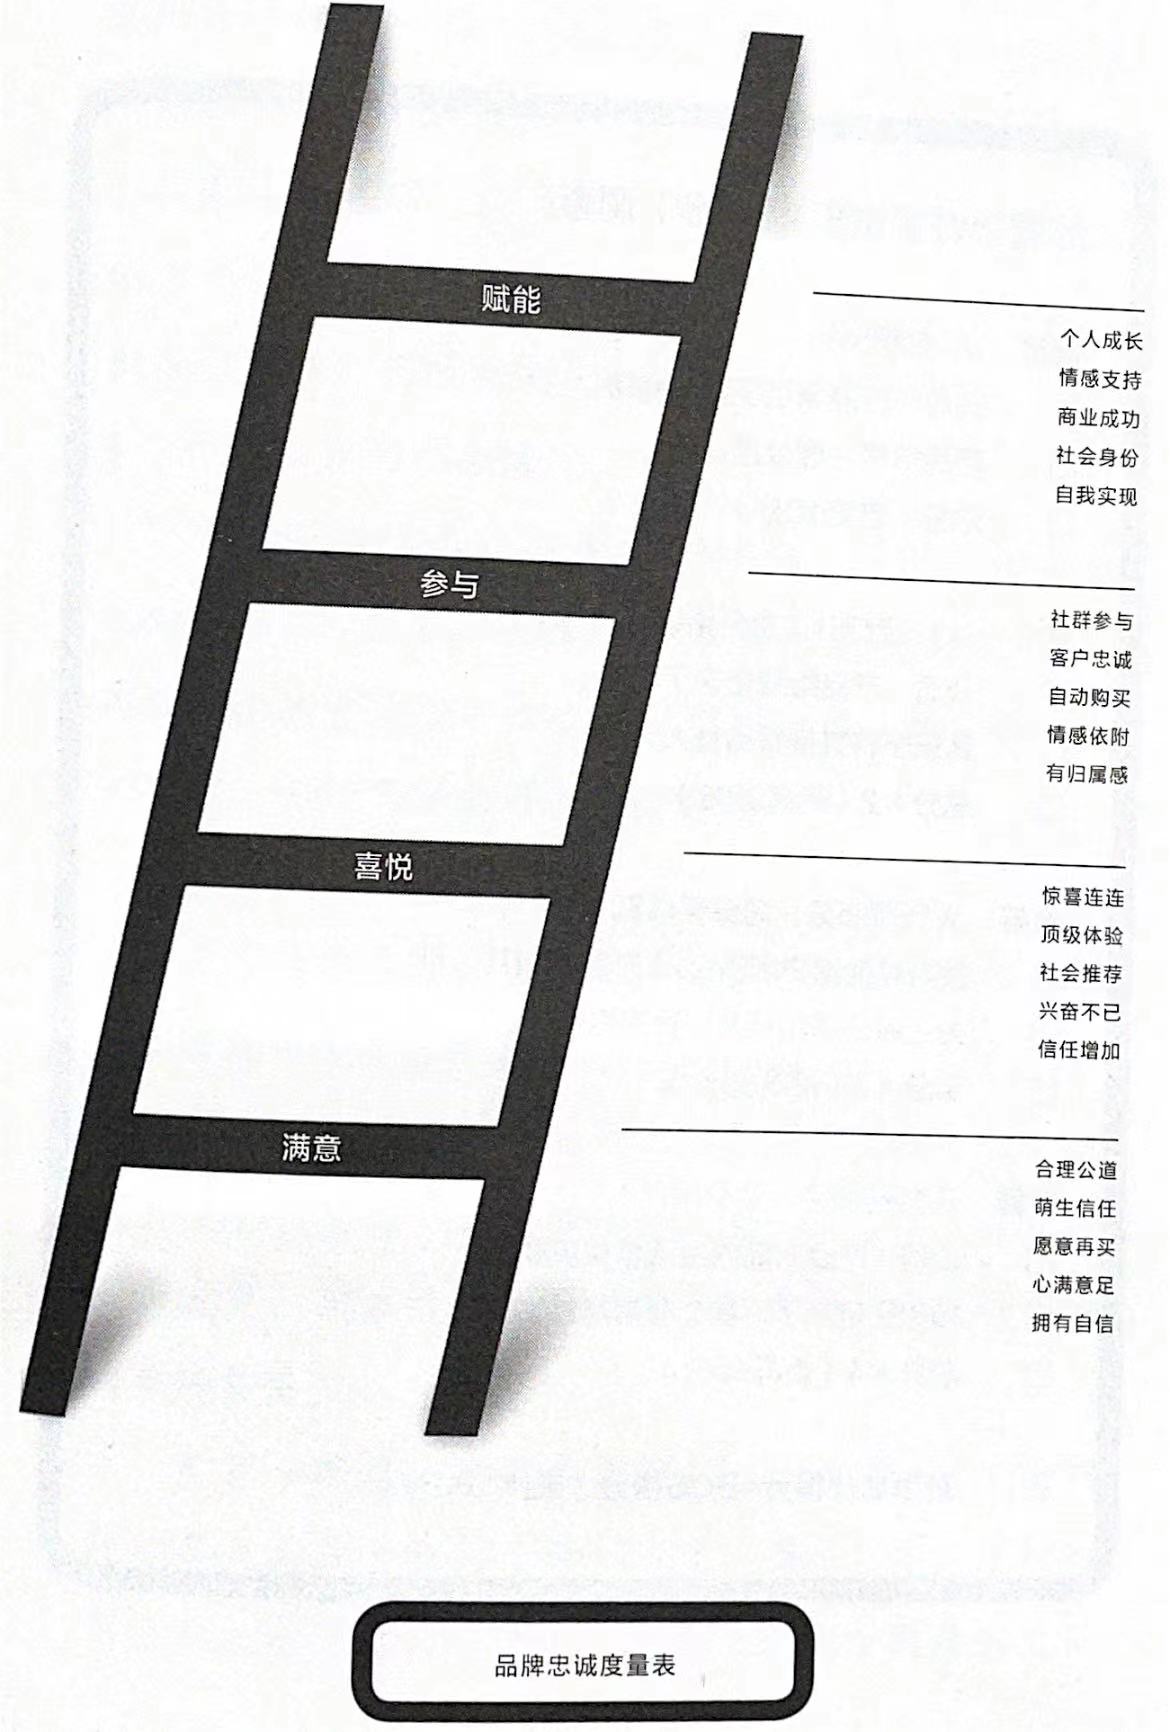 赋能
个人成长
情感支持
商业成功
社会身份
自我实现
参与
社群参与
客户忠诚
自动购买
情感依附
有归属感
喜悦
惊喜连连
顶级体验
社会推荐
兴奋不已
信任增加
满意
合理公道
萌生信任
愿意再买
心满意足
拥有自信
品牌忠诚度量表